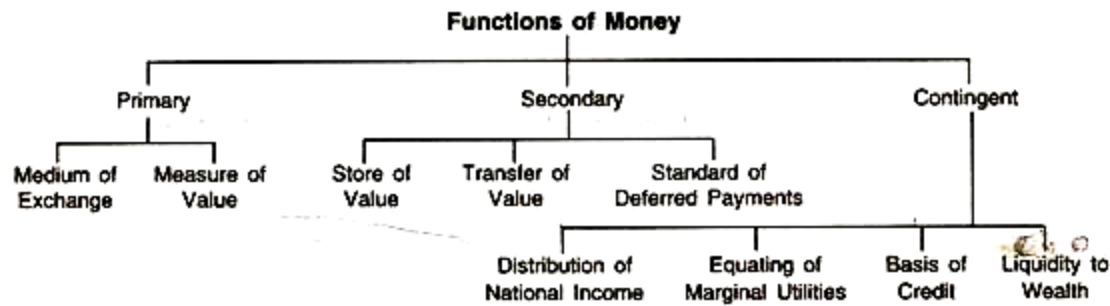 Functions of Money
Primary Secondary Contingent
Medium of Exchange
Measure of Value
Store of Value
Transfer of Value
Standard of Deferred Payments
Distribution of National Income
Equating of Marginal Utilities
Basis of Credit
Liquidity to Wealth